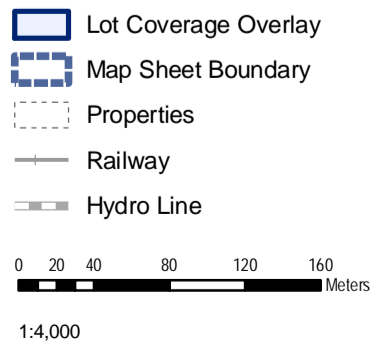 Lot Coverage Overlay
Map Sheet Boundary
Properties
Railway
Hydro Line
0 20 40 80 120 160
Meters
1:4,000